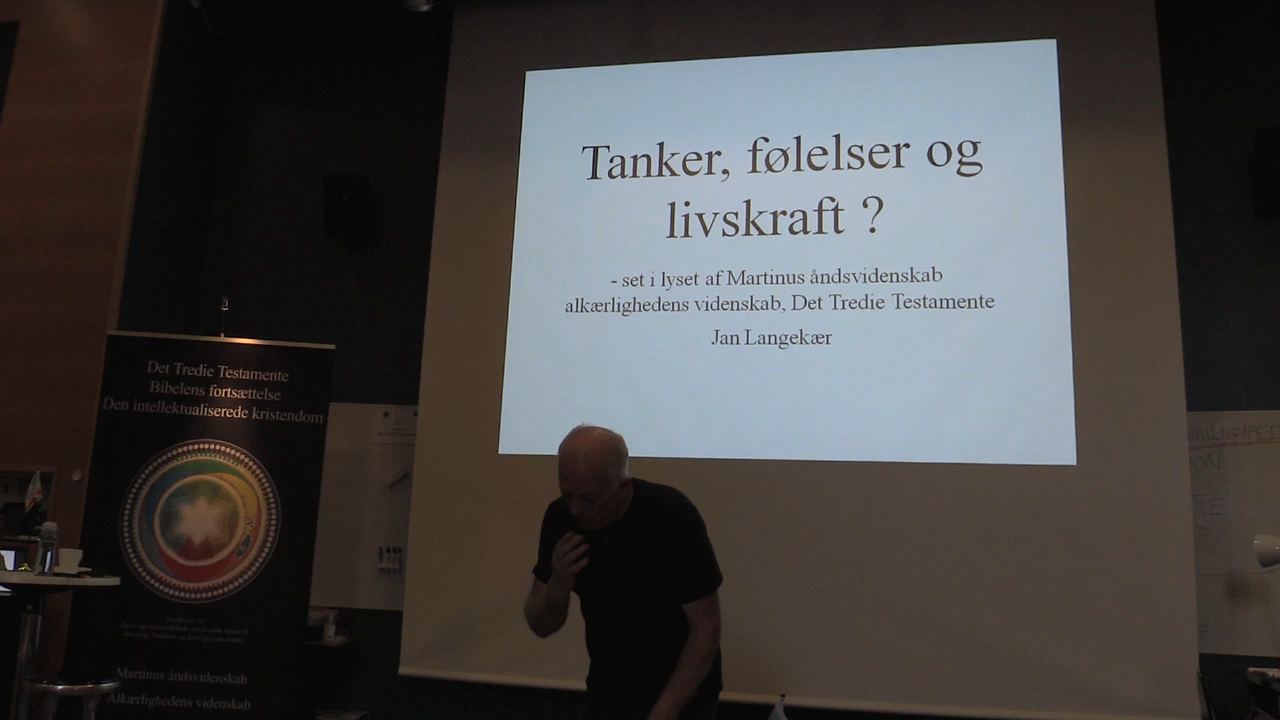 Tanker, følelser og
livskraft ?
- set i lyset af Martinus åndsvidenskab
alkærlighedens videnskab, Det Tredie Testamente
Jan Langekær
Det Tredie Testamente
Bibelens fortsættelse
Den intellektualiserede kristendom
Martinus åndsvidenskab
Alkærlighedens videnskab